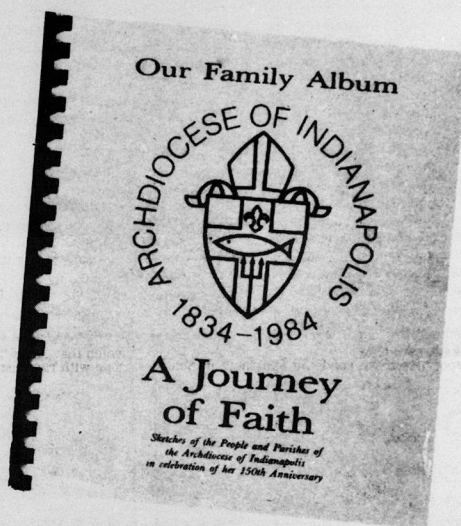 Our Family Album
ARCHDIOCESE OF INDIANAPOLIS
1834-1984
A Journey
of Faith
Sketches of the People and Parishes of
the Archdiocese of Indianapolis
in celebration of her 150th Anniversary